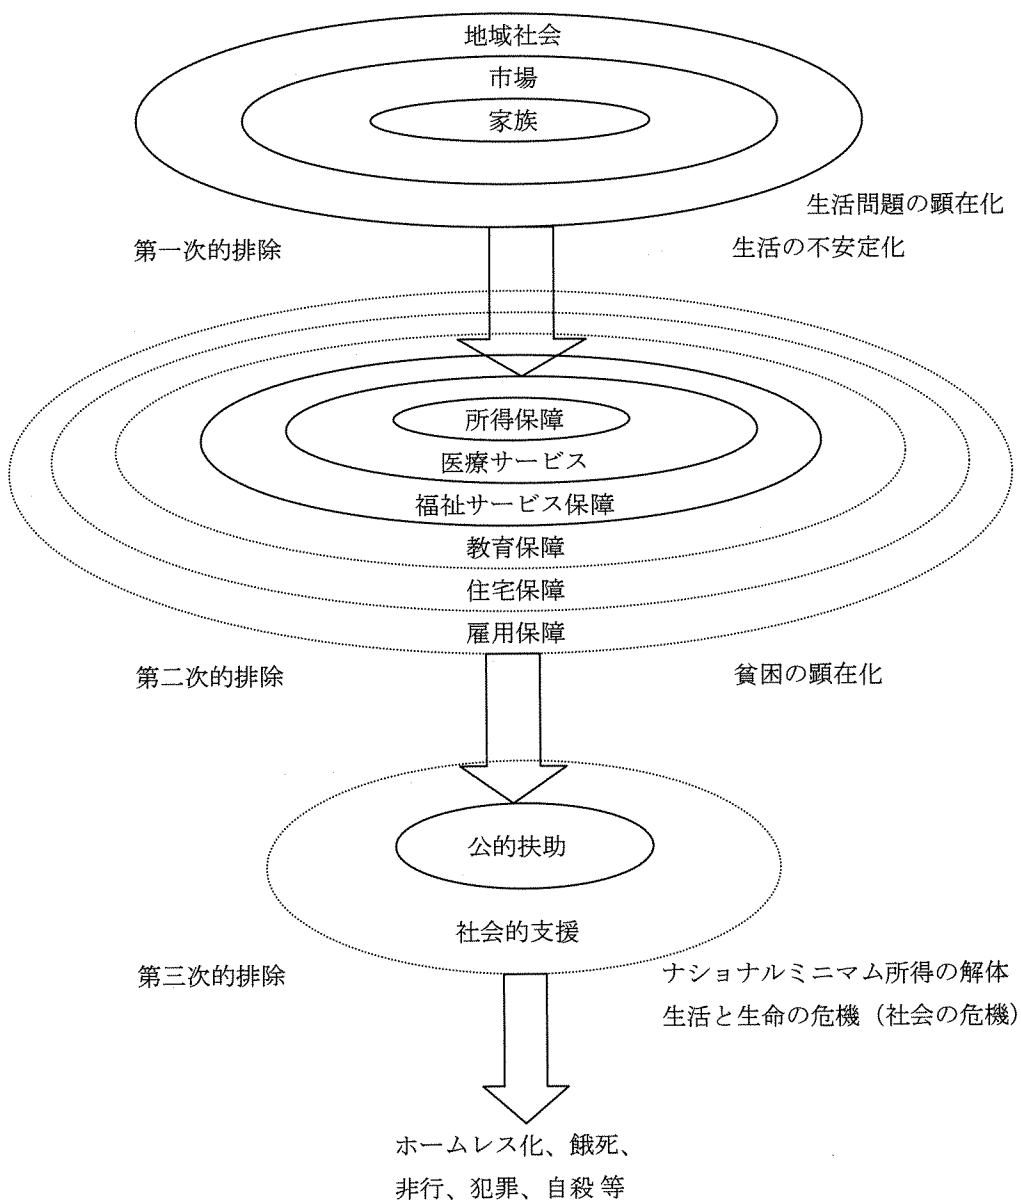 地域社会
市場
家族
生活問題の顕在化
第一次的排除
生活の不安定化
所得保障
医療サービス
福祉サービス保障
教育保障
住宅保障
雇用保障
第二次的排除
貧困の顕在化
公的扶助
社会的支援
第三次的排除
ナショナルミニマム所得の解体
生活と生命の危機（社会の危機）
ホームレス化、餓死、
非行、犯罪、自殺 等